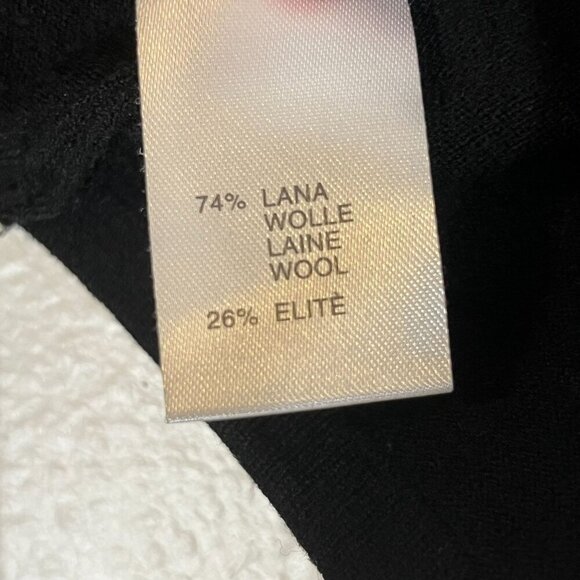 74% LANA
WOLLE
LAINE
WOOL
26% ELITÈ